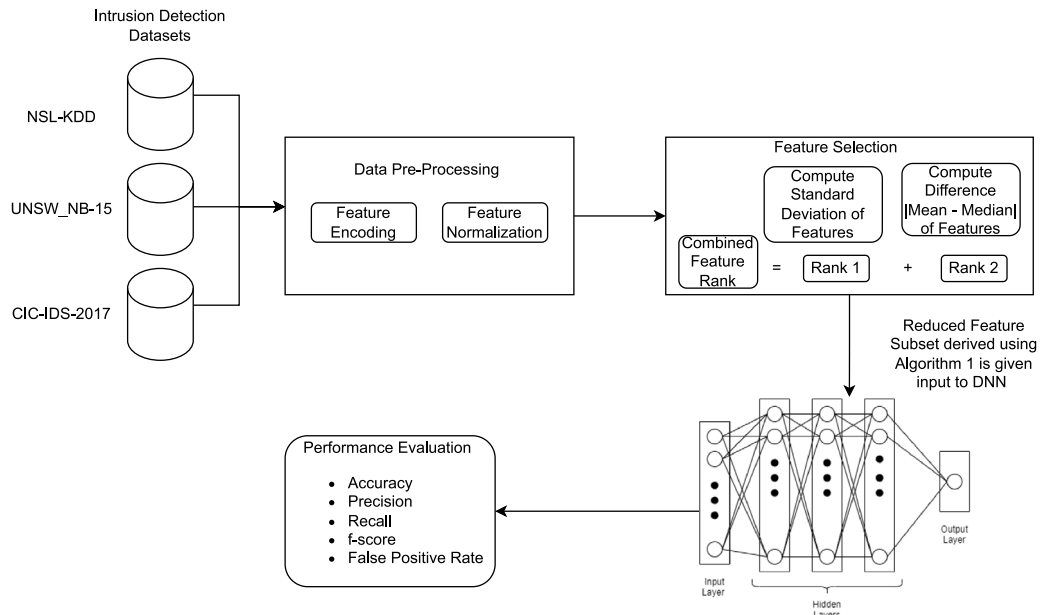 Intrusion Detection
Datasets
NSL-KDD
UNSW_NB-15
CIC-IDS-2017
Data Pre-Processing
Feature
Encoding
Feature
Normalization
Feature Selection
Compute
Standard
Deviation of
Features
Compute
Difference
|Mean - Median|
of Features
Combined
Feature
Rank
=
Rank 1
+
Rank 2
Reduced Feature
Subset derived using
Algorithm 1 is given
input to DNN
Performance Evaluation
• Accuracy
• Precision
• Recall
• f-score
• False Positive Rate
Input
Layer
Hidden
Layers
Output
Layer